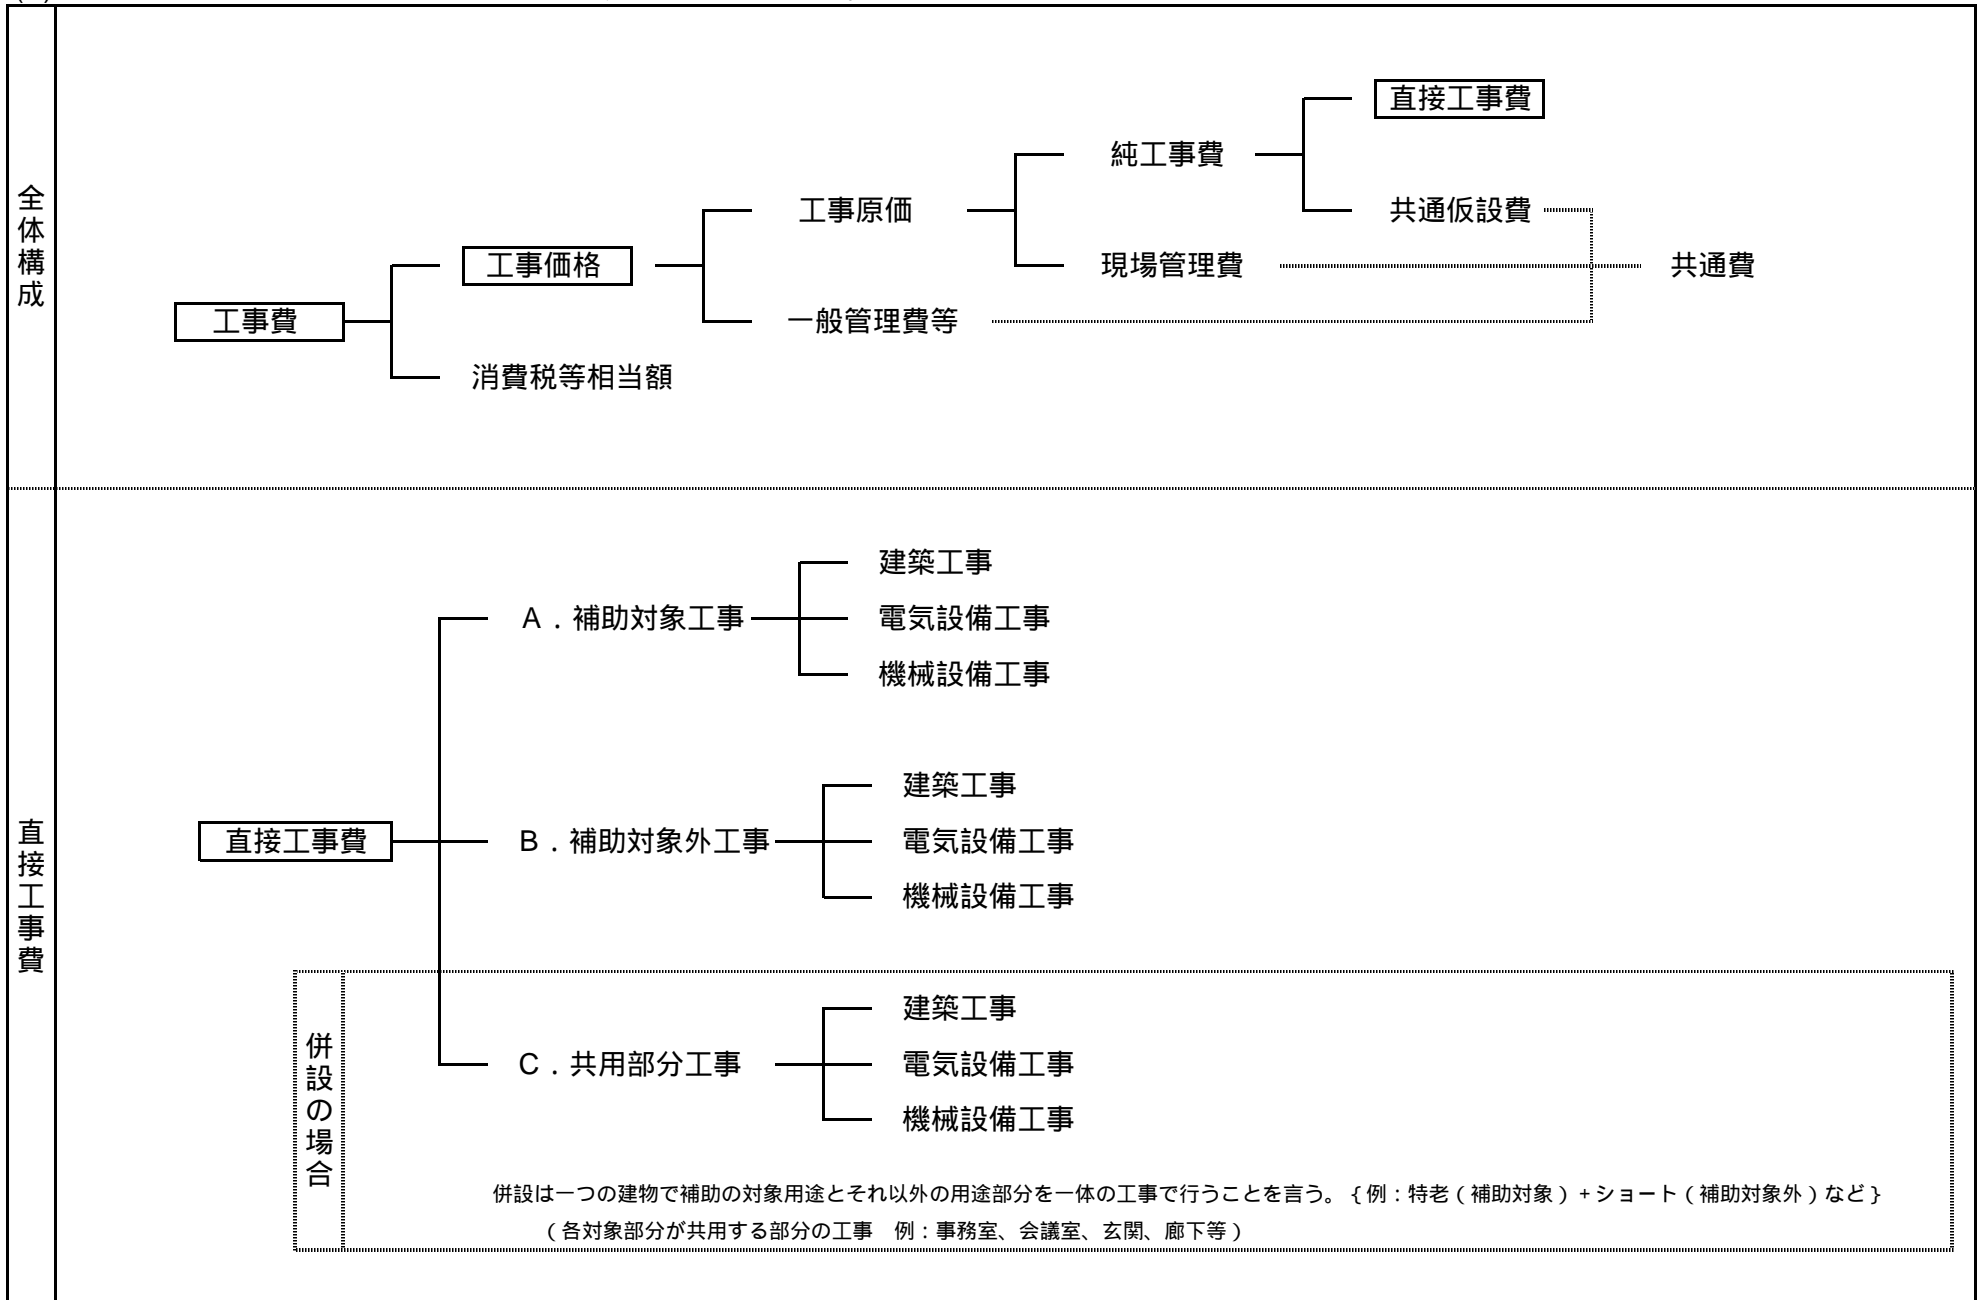 全体構成
直接工事費
純工事費
工事原価
共通仮設費
工事価格
現場管理費
共通費
工事費
一般管理費等
消費税等相当額
直接工事費
建築工事
A．補助対象工事
電気設備工事
機械設備工事
建築工事
直接工事費
B．補助対象外工事
電気設備工事
機械設備工事
併設の場合
建築工事
C．共用部分工事
電気設備工事
機械設備工事
併設は一つの建物で補助の対象用途とそれ以外の用途部分を一体の工事で行うことを言う。｛例：特老（補助対象）+ショート（補助対象外）など｝
（各対象部分が共用する部分の工事　例：事務室、会議室、玄関、廊下等）